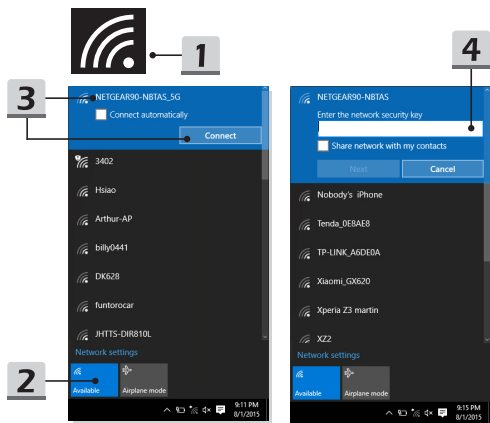 1
3
NETGEAR90-NBTAS_5G
Connect automatically
Connect
3402
Hsiao
Arthur-AP
billy0441
DK628
funtorocar
JHTTS-DIR810L
Network settings
2
Available
Airplane mode
9:11 PM
8/1/2015
4
NETGEAR90-NBTAS
Enter the network security key
Share network with my contacts
Next
Cancel
Nobody's iPhone
Tenda_0E8AE8
TP-LINK_A6DE0A
Xiaomi_GX620
Xperia Z3 martin
XZ2
Network settings
Available
Airplane mode
9:15 PM
8/1/2015